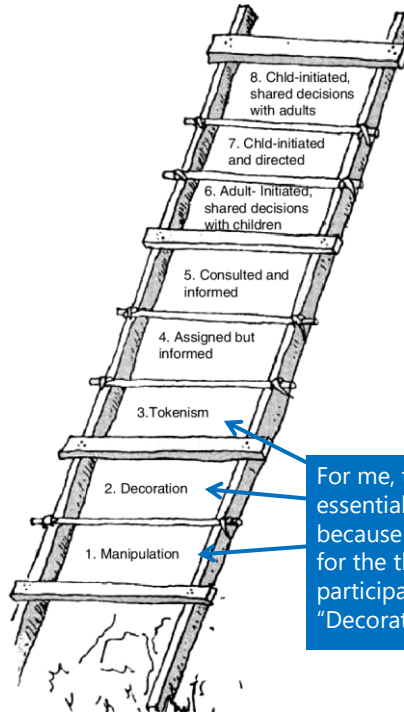 8. Chld-initiated,
shared decisions
with adults
7. Chld-initiated
and directed
6. Adult- Initiated,
shared decisions
with children
5. Consulted and
informed
4. Assigned but
informed
3.Tokenism
2. Decoration
1. Manipulation
For me,
essential
because
for the
participa
“Decorat